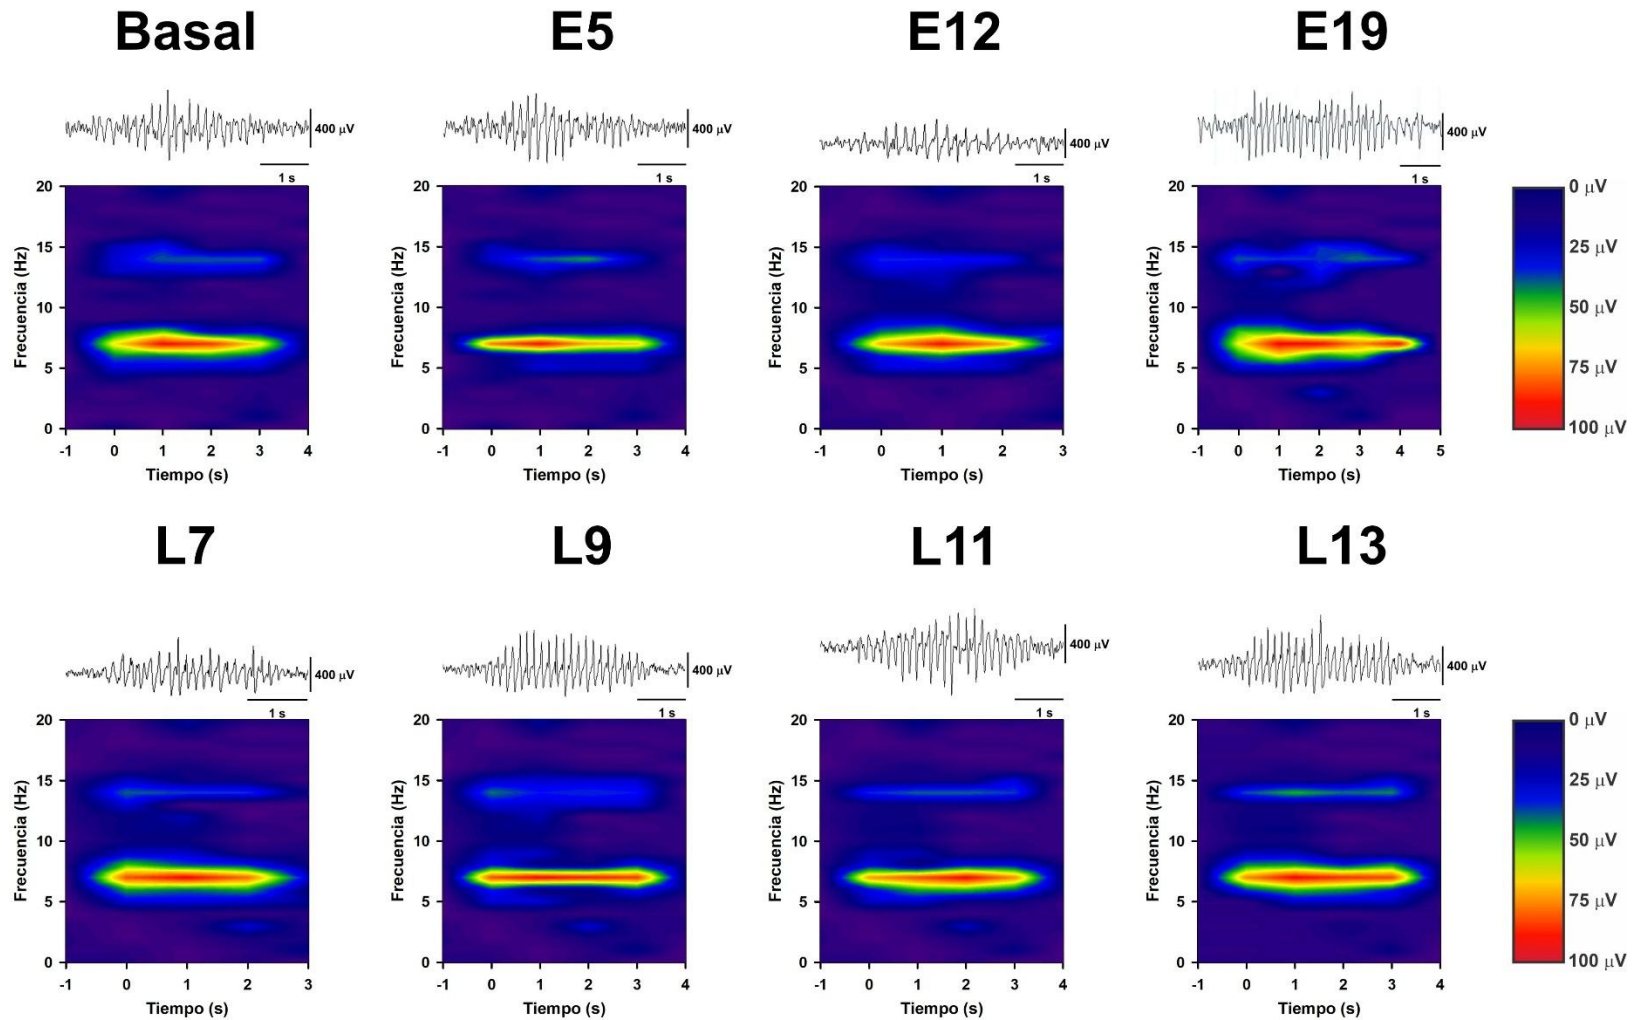 Basal E5 E12 E19
400 μV 400 μV 400 μV 400 μV
1 s 1 s 1 s 1 s
20 20 20 20 0 μV
15 15 15 15 25 μV
10 10 10 10 50 μV
5 5 5 5 75 μV
0 0 0 0 100 μV
Frecuencia (Hz) Frecuencia (Hz) Frecuencia (Hz) Frecuencia (Hz)
-1 0 1 2 3 4 -1 0 1 2 3 4 -1 0 1 2 3 -1 0 1 2 3 4 5
Tiempo (s) Tiempo (s) Tiempo (s) Tiempo (s)
L7 L9 L11 L13
400 μV 400 μV 400 μV 400 μV
1 s 1 s 1 s 1 s
20 20 20 20 0 μV
15 15 15 15 25 μV
10 10 10 10 50 μV
5 5 5 5 75 μV
0 0 0 0 100 μV
Frecuencia (Hz) Frecuencia (Hz) Frecuencia (Hz) Frecuencia (Hz)
-1 0 1 2 3 -1 0 1 2 3 4 -1 0 1 2 3 4 -1 0 1 2 3 4
Tiempo (s) Tiempo (s) Tiempo (s) Tiempo (s)